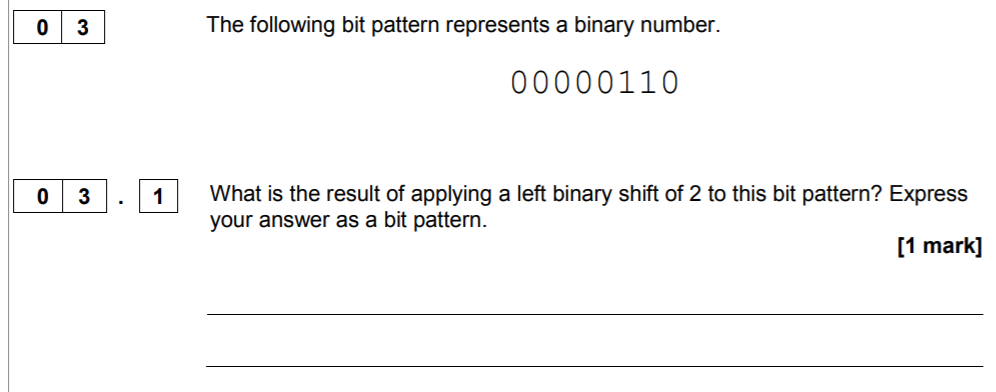 0 3 The following bit pattern represents a binary number.
00000110
0 3 . 1 What is the result of applying a left binary shift of 2 to this bit pattern? Express
your answer as a bit pattern.
[1 mark]